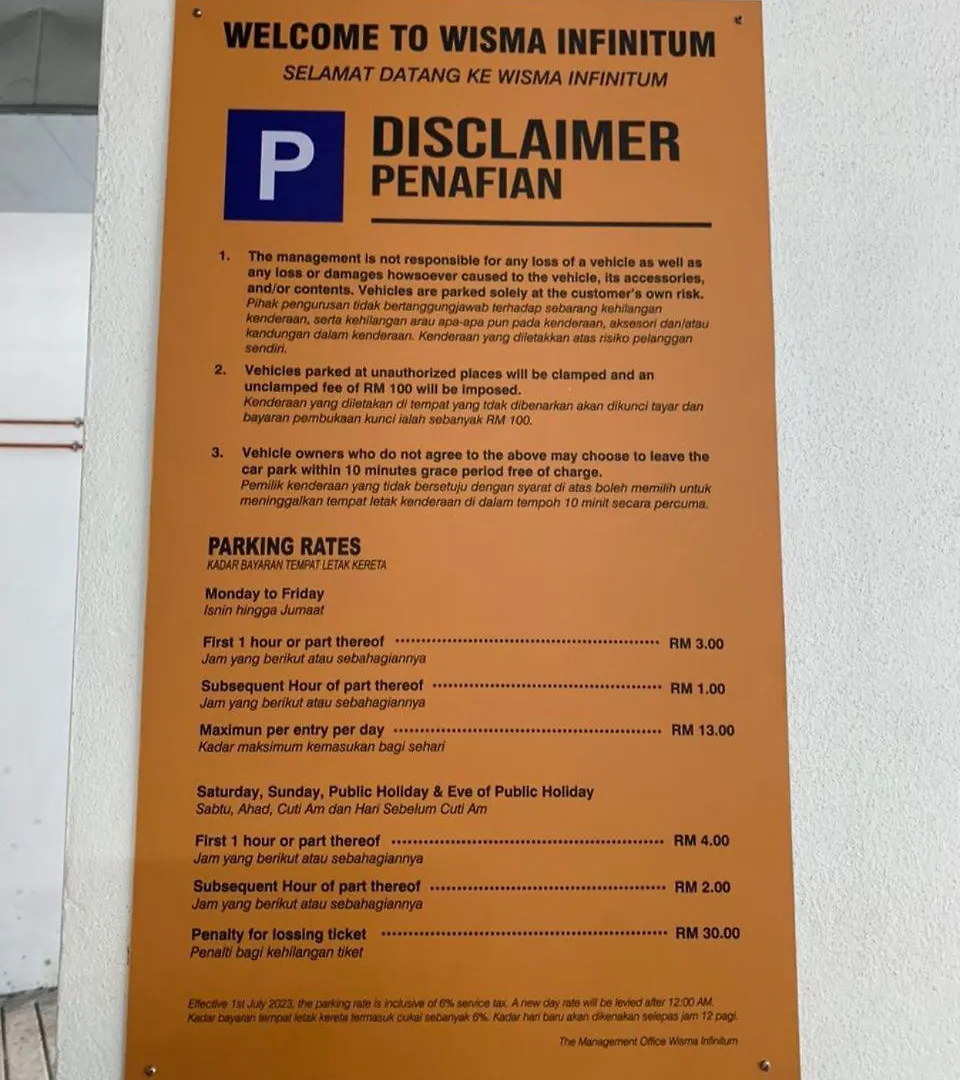 WELCOME TO WISMA INFINITUM
SELAMAT DATANG KE WISMA INFINITUM
P
DISCLAIMER
PENAFIAN
1. The management is not responsible for any loss of a vehicle as well as
any loss or damages howsoever caused to the vehicle, its accessories,
and/or contents. Vehicles are parked solely at the customer's own risk.
Pihak pengurusan tidak bertanggungjawab terhadap sebarang kehilangan
kenderaan, serta kehilangan arau apa-apa pun pada kenderaan, aksesori dan/atau
kandungan dalam kenderaan. Kenderaan yang diletakkan atas risiko pelanggan
sendiri.
2. Vehicles parked at unauthorized places will be clamped and an
unclamped fee of RM 100 will be imposed.
Kenderaan yang diletakan di tempat yang tdak dibenarkan akan dikunci tayar dan
bayaran pembukaan kunci ialah sebanyak RM 100.
3. Vehicle owners who do not agree to the above may choose to leave the
car park within 10 minutes grace period free of charge.
Pemilik kenderaan yang tidak bersetuju dengan syarat di atas boleh memilih untuk
meninggalkan tempat letak kenderaan di dalam tempoh 10 minit secara percuma.
PARKING RATES
KADAR BAYARAN TEMPAT LETAK KERETA
Monday to Friday
Isnin hingga Jumaat
First 1 hour or part thereof RM 3.00
Jam yang berikut atau sebahagiannya
Subsequent Hour of part thereof RM 1.00
Jam yang berikut atau sebahagiannya
Maximun per entry per day RM 13.00
Kadar maksimum kemasukan bagi sehari
Saturday, Sunday, Public Holiday & Eve of Public Holiday
Sabtu, Ahad, Cuti Am dan Hari Sebelum Cuti Am
First 1 hour or part thereof RM 4.00
Jam yang berikut atau sebahagiannya
Subsequent Hour of part thereof RM 2.00
Jam yang berikut atau sebahagiannya
Penalty for lossing ticket RM 30.00
Penalti bagi kehilangan tiket
Effective 1st July 2023, the parking rate is inclusive of 6% service tax. A new day rate will be levied after 12:00 AM.
Kadar bayaran tempat letak kereta termasuk cukai sebanyak 6%. Kadar hari baru akan dikenakan selepas jam 12 pagi.
The Management Office Wisma Infinitum